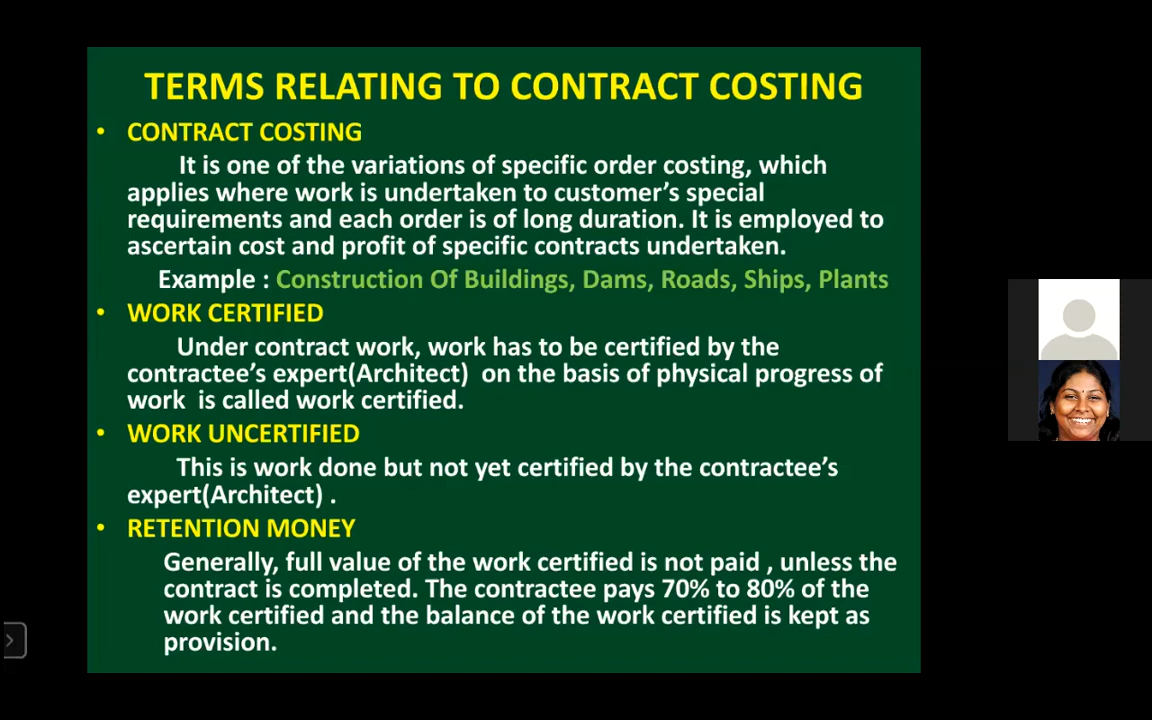 TERMS RELATING TO CONTRACT COSTING
• CONTRACT COSTING
It is one of the variations of specific order costing, which
applies where work is undertaken to customer's special
requirements and each order is of long duration. It is employed to
ascertain cost and profit of specific contracts undertaken.
Example : Construction Of Buildings, Dams, Roads, Ships, Plants
• WORK CERTIFIED
Under contract work, work has to be certified by the
contractee's expert(Architect) on the basis of physical progress of
work is called work certified.
• WORK UNCERTIFIED
This is work done but not yet certified by the contractee's
expert(Architect) .
• RETENTION MONEY
Generally, full value of the work certified is not paid , unless the
contract is completed. The contractee pays 70% to 80% of the
work certified and the balance of the work certified is kept as
provision.